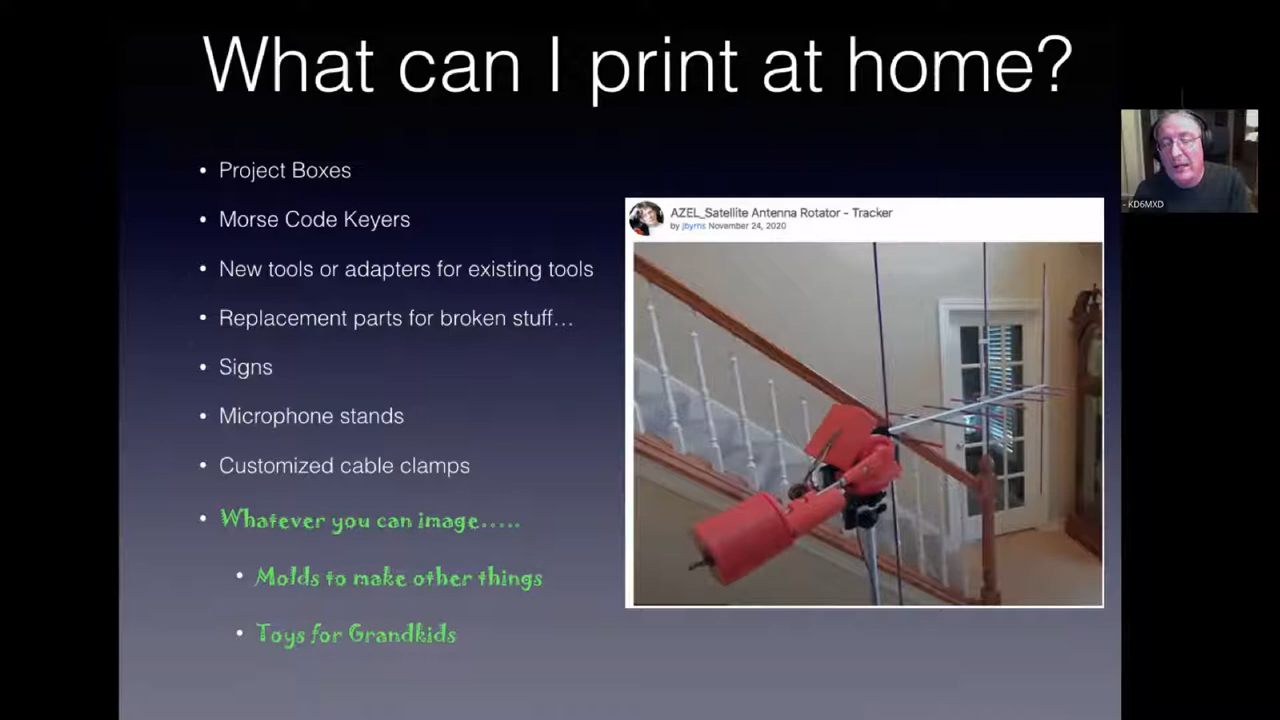 What can I print at home?
• Project Boxes
• Morse Code Keyers
• New tools or adapters for existing tools
• Replacement parts for broken stuff…
• Signs
• Microphone stands
• Customized cable clamps
• Whatever you can image…..
• Molds to make other things
• Toys for Grandkids
AZEL_Satellite Antenna Rotator - Tracker
by jbyrns November 24, 2020
- KD6MXD